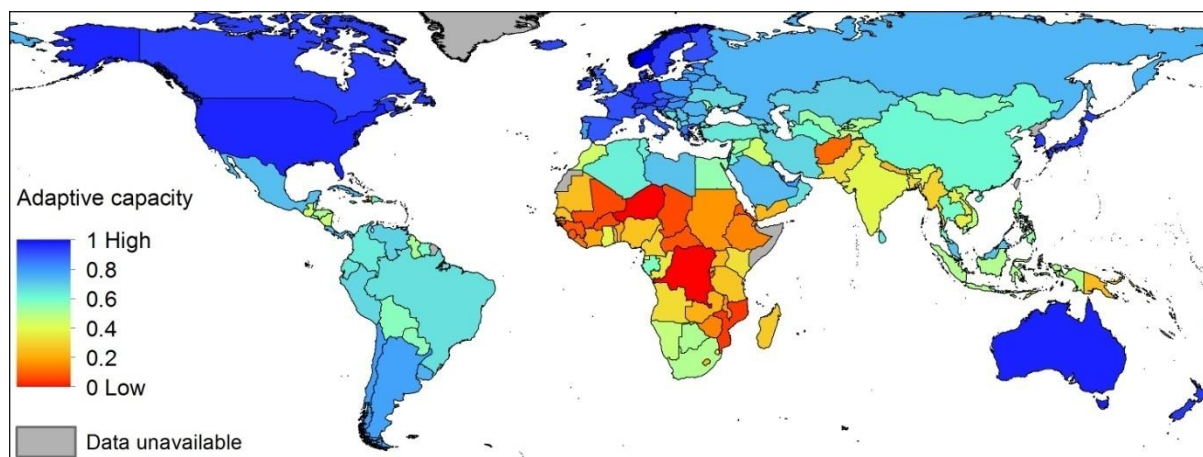 Adaptive capacity
1 High
0.8
0.6
0.4
0.2
0 Low
Data unavailable